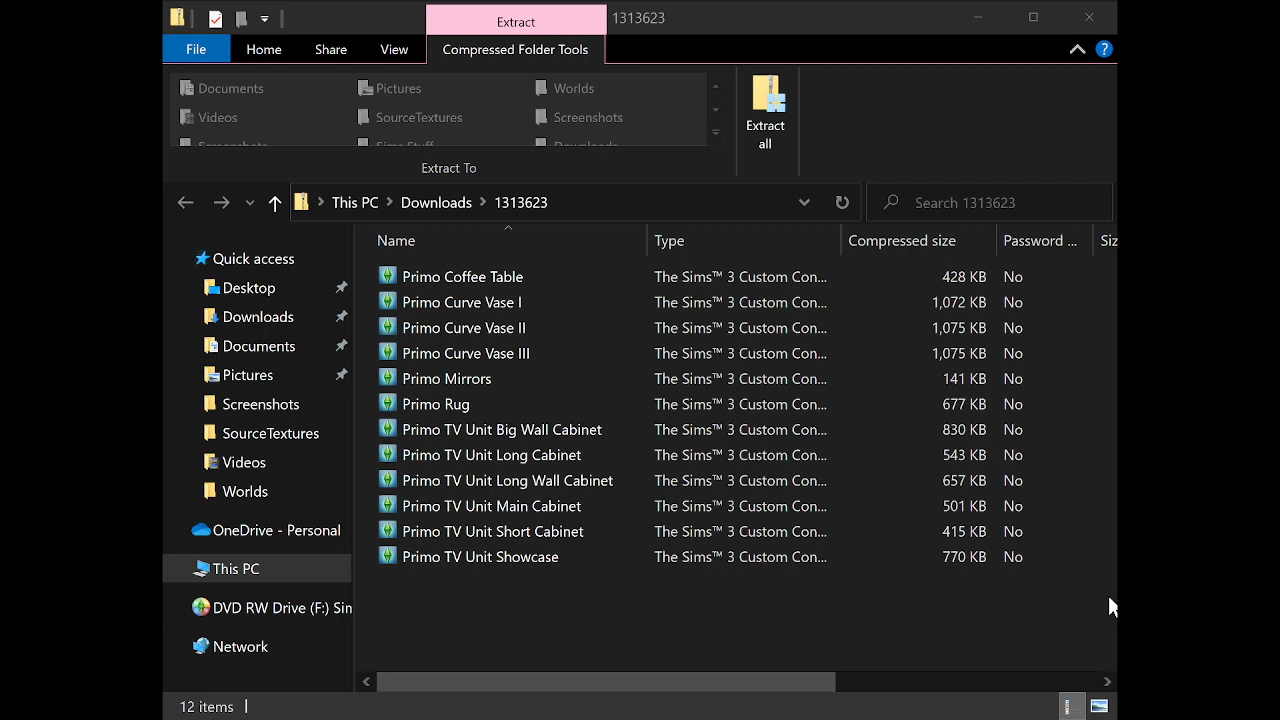 Extract 1313623
File Home Share View Compressed Folder Tools ?
Documents Pictures Worlds
Videos SourceTextures Screenshots
Screenshots Sims Stuff Downloads
Extract all
Extract To
This PC Downloads 1313623 Search 1313623
Name Type Compressed size Password ... Siz
Quick access
Desktop
Downloads
Documents
Pictures
Screenshots
SourceTextures
Videos
Worlds
OneDrive - Personal
This PC
DVD RW Drive (F:) Sin
Network
Primo Coffee Table The Sims™ 3 Custom Con... 428 KB No
Primo Curve Vase I The Sims™ 3 Custom Con... 1,072 KB No
Primo Curve Vase II The Sims™ 3 Custom Con... 1,075 KB No
Primo Curve Vase III The Sims™ 3 Custom Con... 1,075 KB No
Primo Mirrors The Sims™ 3 Custom Con... 141 KB No
Primo Rug The Sims™ 3 Custom Con... 677 KB No
Primo TV Unit Big Wall Cabinet The Sims™ 3 Custom Con... 830 KB No
Primo TV Unit Long Cabinet The Sims™ 3 Custom Con... 543 KB No
Primo TV Unit Long Wall Cabinet The Sims™ 3 Custom Con... 657 KB No
Primo TV Unit Main Cabinet The Sims™ 3 Custom Con... 501 KB No
Primo TV Unit Short Cabinet The Sims™ 3 Custom Con... 415 KB No
Primo TV Unit Showcase The Sims™ 3 Custom Con... 770 KB No
12 items